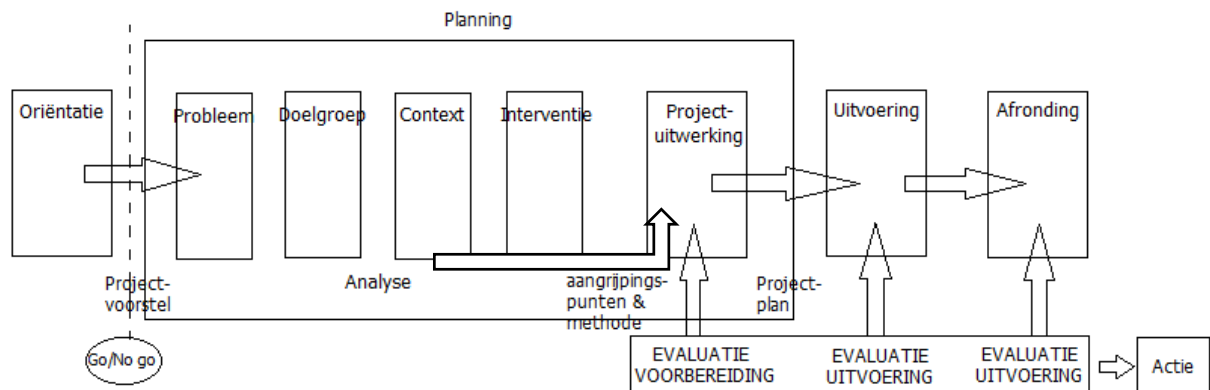 Planning
Oriëntatie
Probleem
Doelgroep
Context
Interventie
Project-
uitwerking
Uitvoering
Afronding
Project-
voorstel
Analyse
aangrijpings-
punten &
methode
Project-
plan
Go/No go
EVALUATIE
VOORBEREIDING
EVALUATIE
UITVOERING
EVALUATIE
UITVOERING
Actie